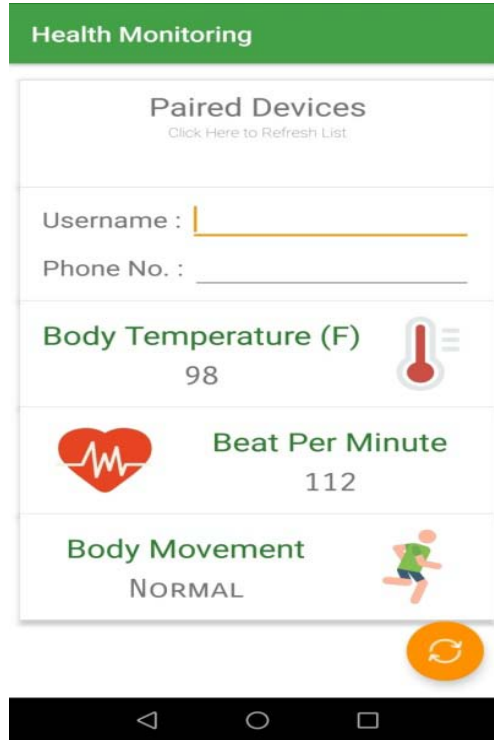 Health Monitoring
Paired Devices
Click Here to Refresh List
Username :
Phone No. :
Body Temperature (F)
98
Beat Per Minute
112
Body Movement
NORMAL